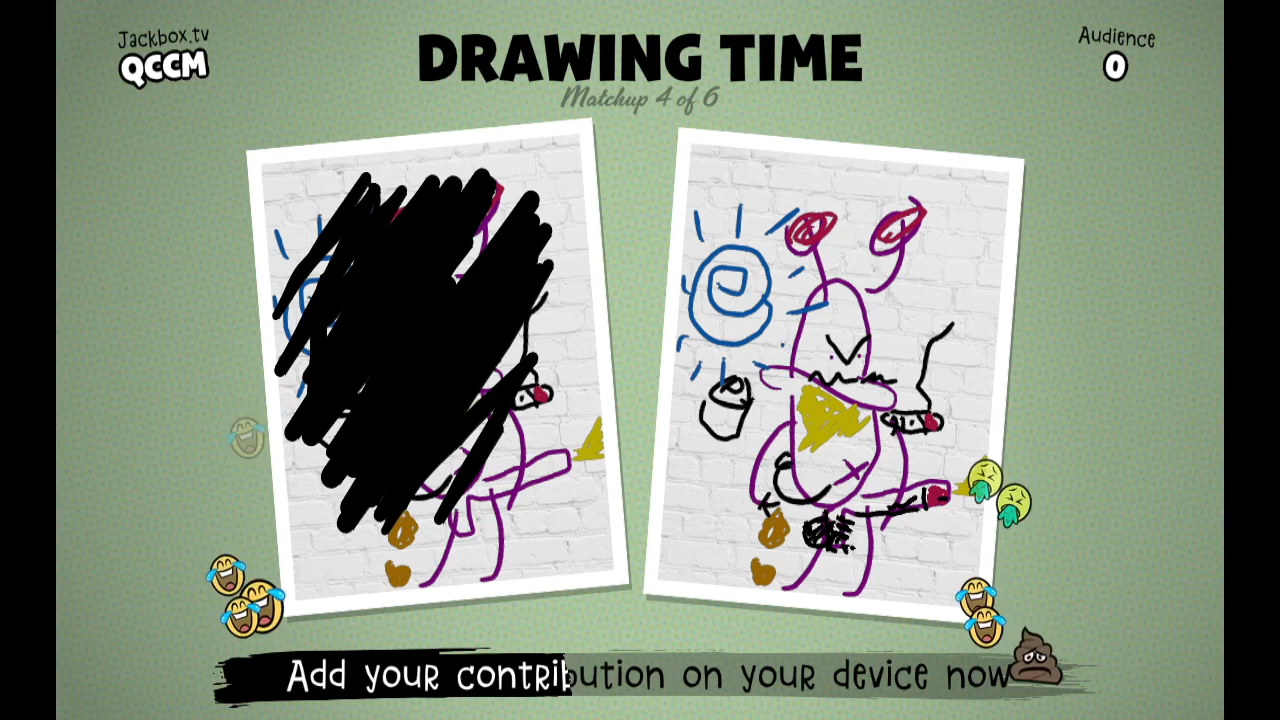 Jackbox.tv
QCCM
DRAWING TIME
Matchup 4 of 6
Audience
0
Add your contribution on your device now